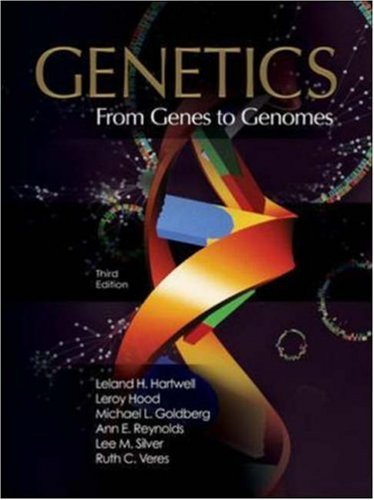 GENETICS
From Genes to Genomes
Third
Edition
Leland H. Hartwell
Leroy Hood
Michael L. Goldberg
Ann E. Reynolds
Lee M. Silver
Ruth C. Veres